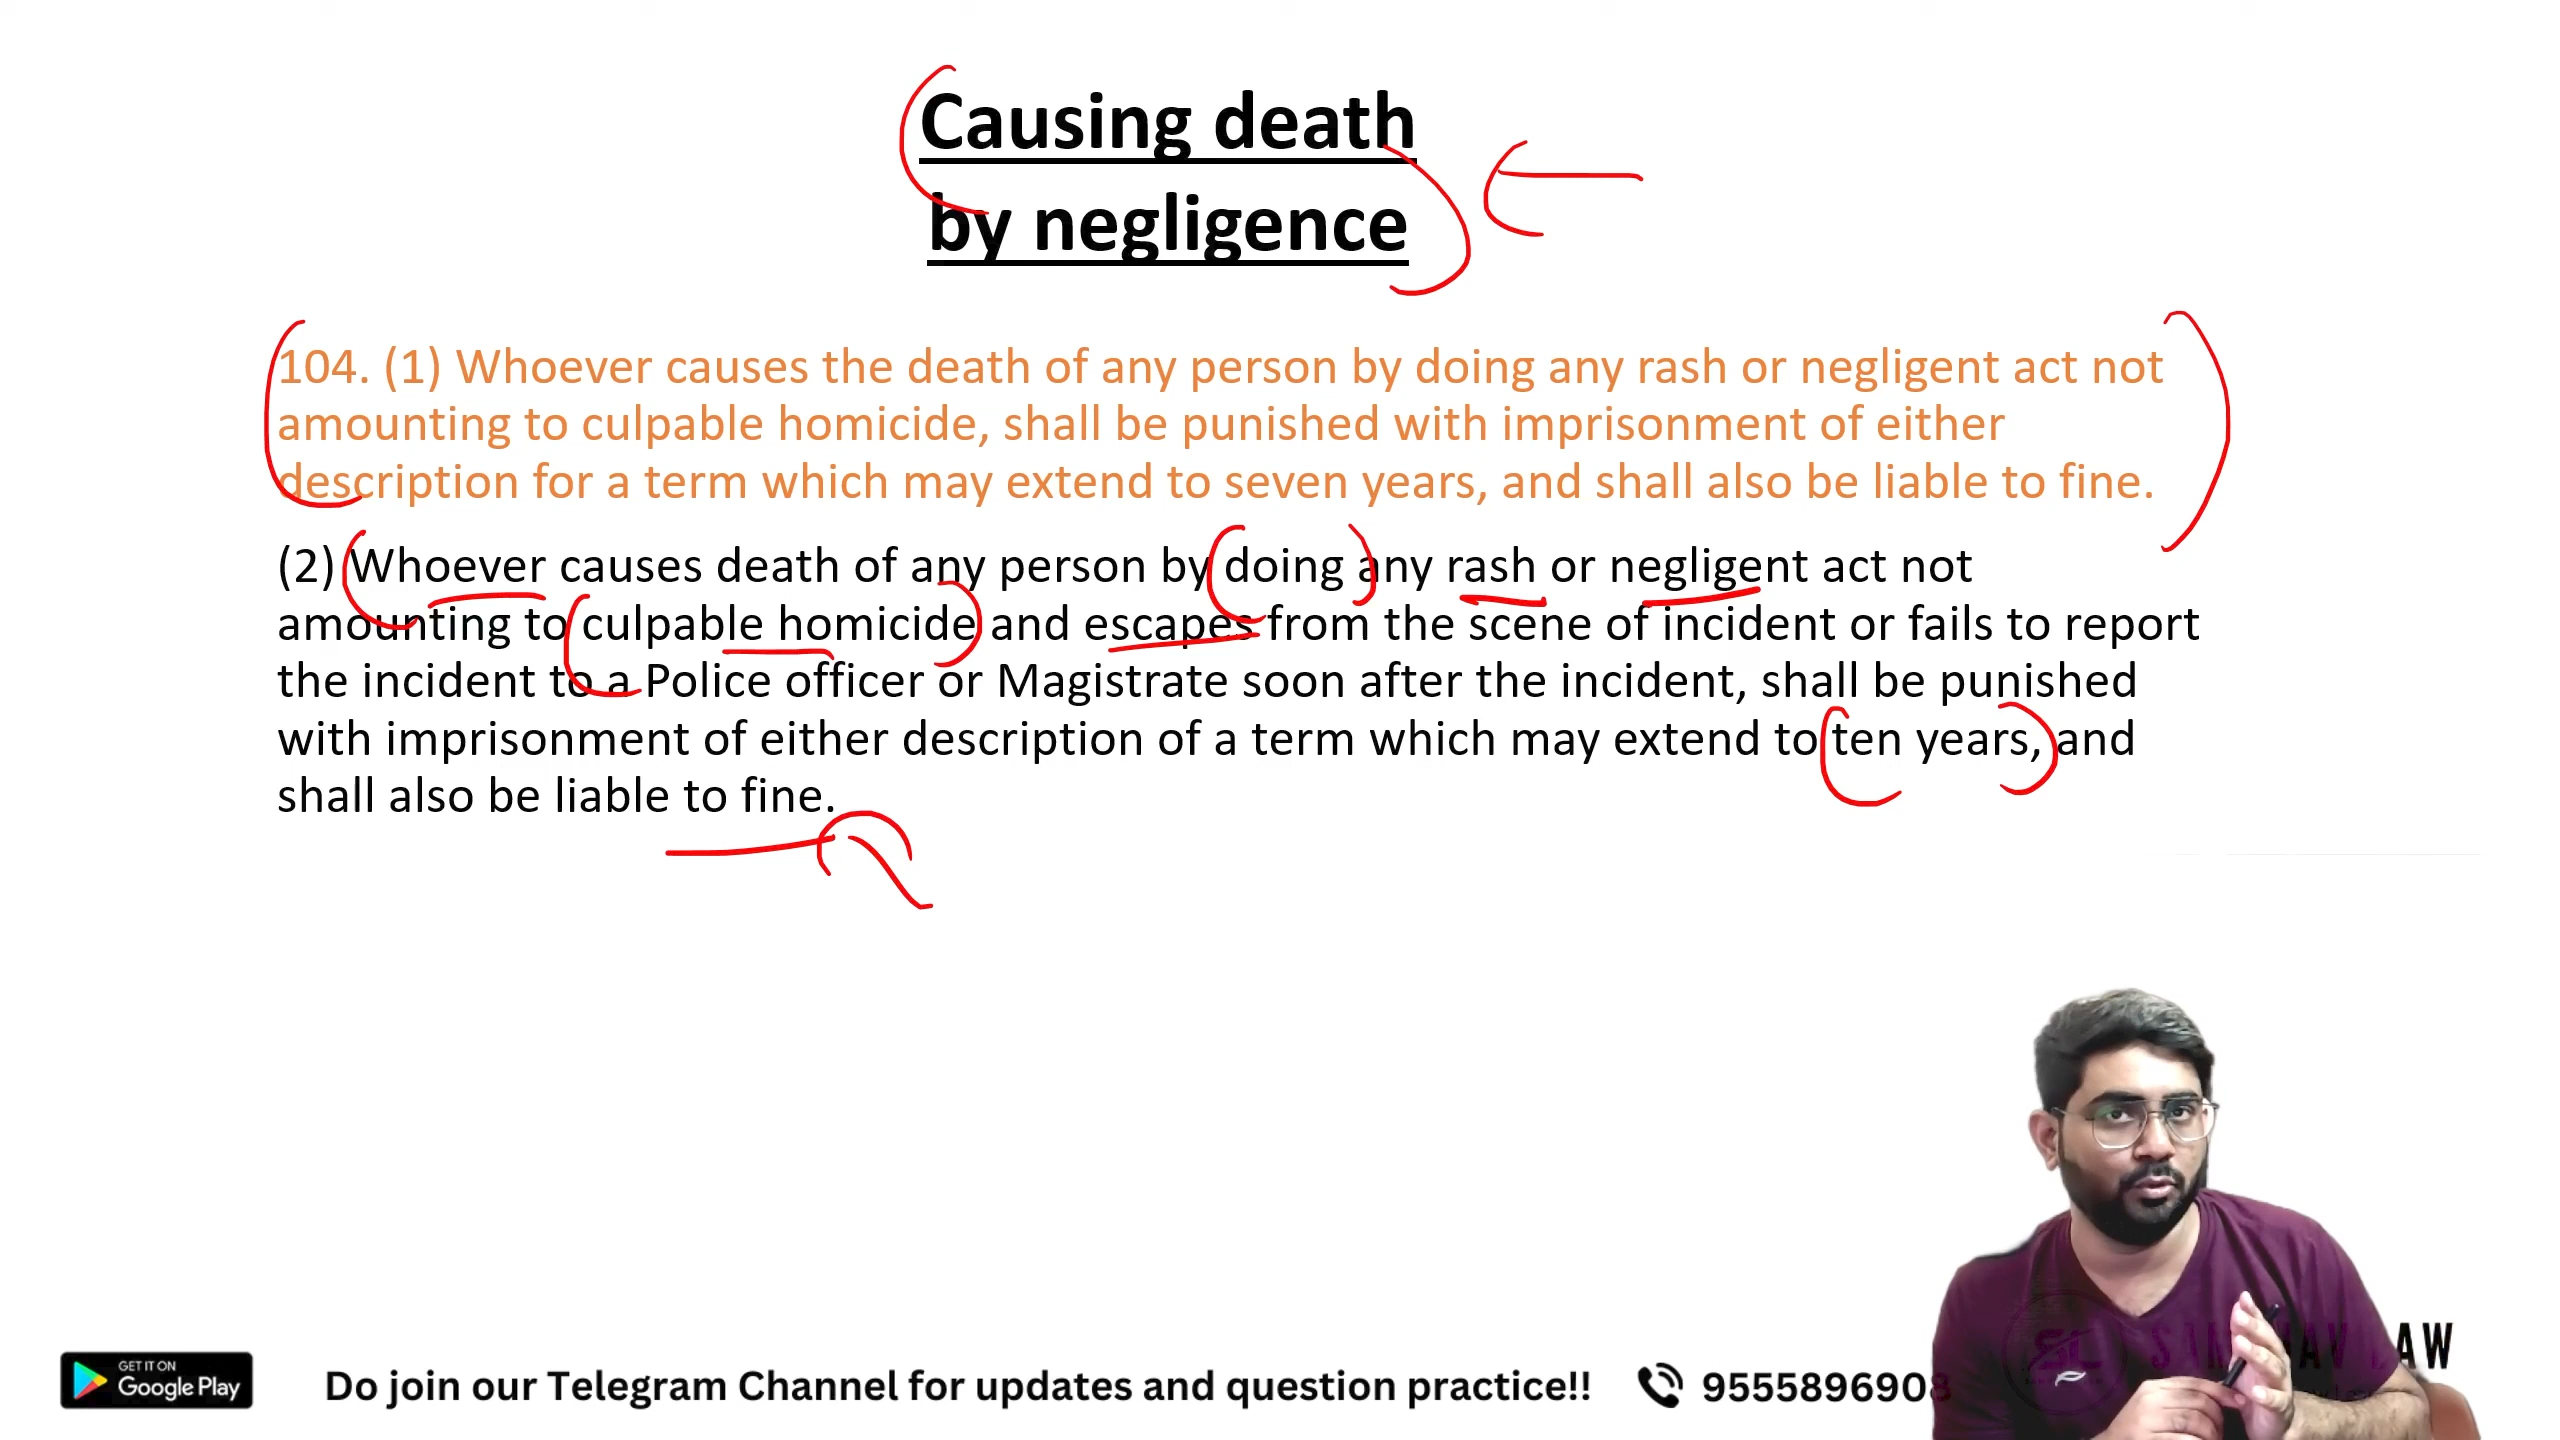 Causing death
by negligence
104. (1) Whoever causes the death of any person by doing any rash or negligent act not
amounting to culpable homicide, shall be punished with imprisonment of either
description for a term which may extend to seven years, and shall also be liable to fine.
(2) Whoever causes death of any person by doing any rash or negligent act not
amounting to culpable homicide and escapes from the scene of incident or fails to report
the incident to a Police officer or Magistrate soon after the incident, shall be punished
with imprisonment of either description of a term which may extend to ten years, and
shall also be liable to fine.
GET IT ON
Google Play
Do join our Telegram Channel for updates and question practice!!
9555896908